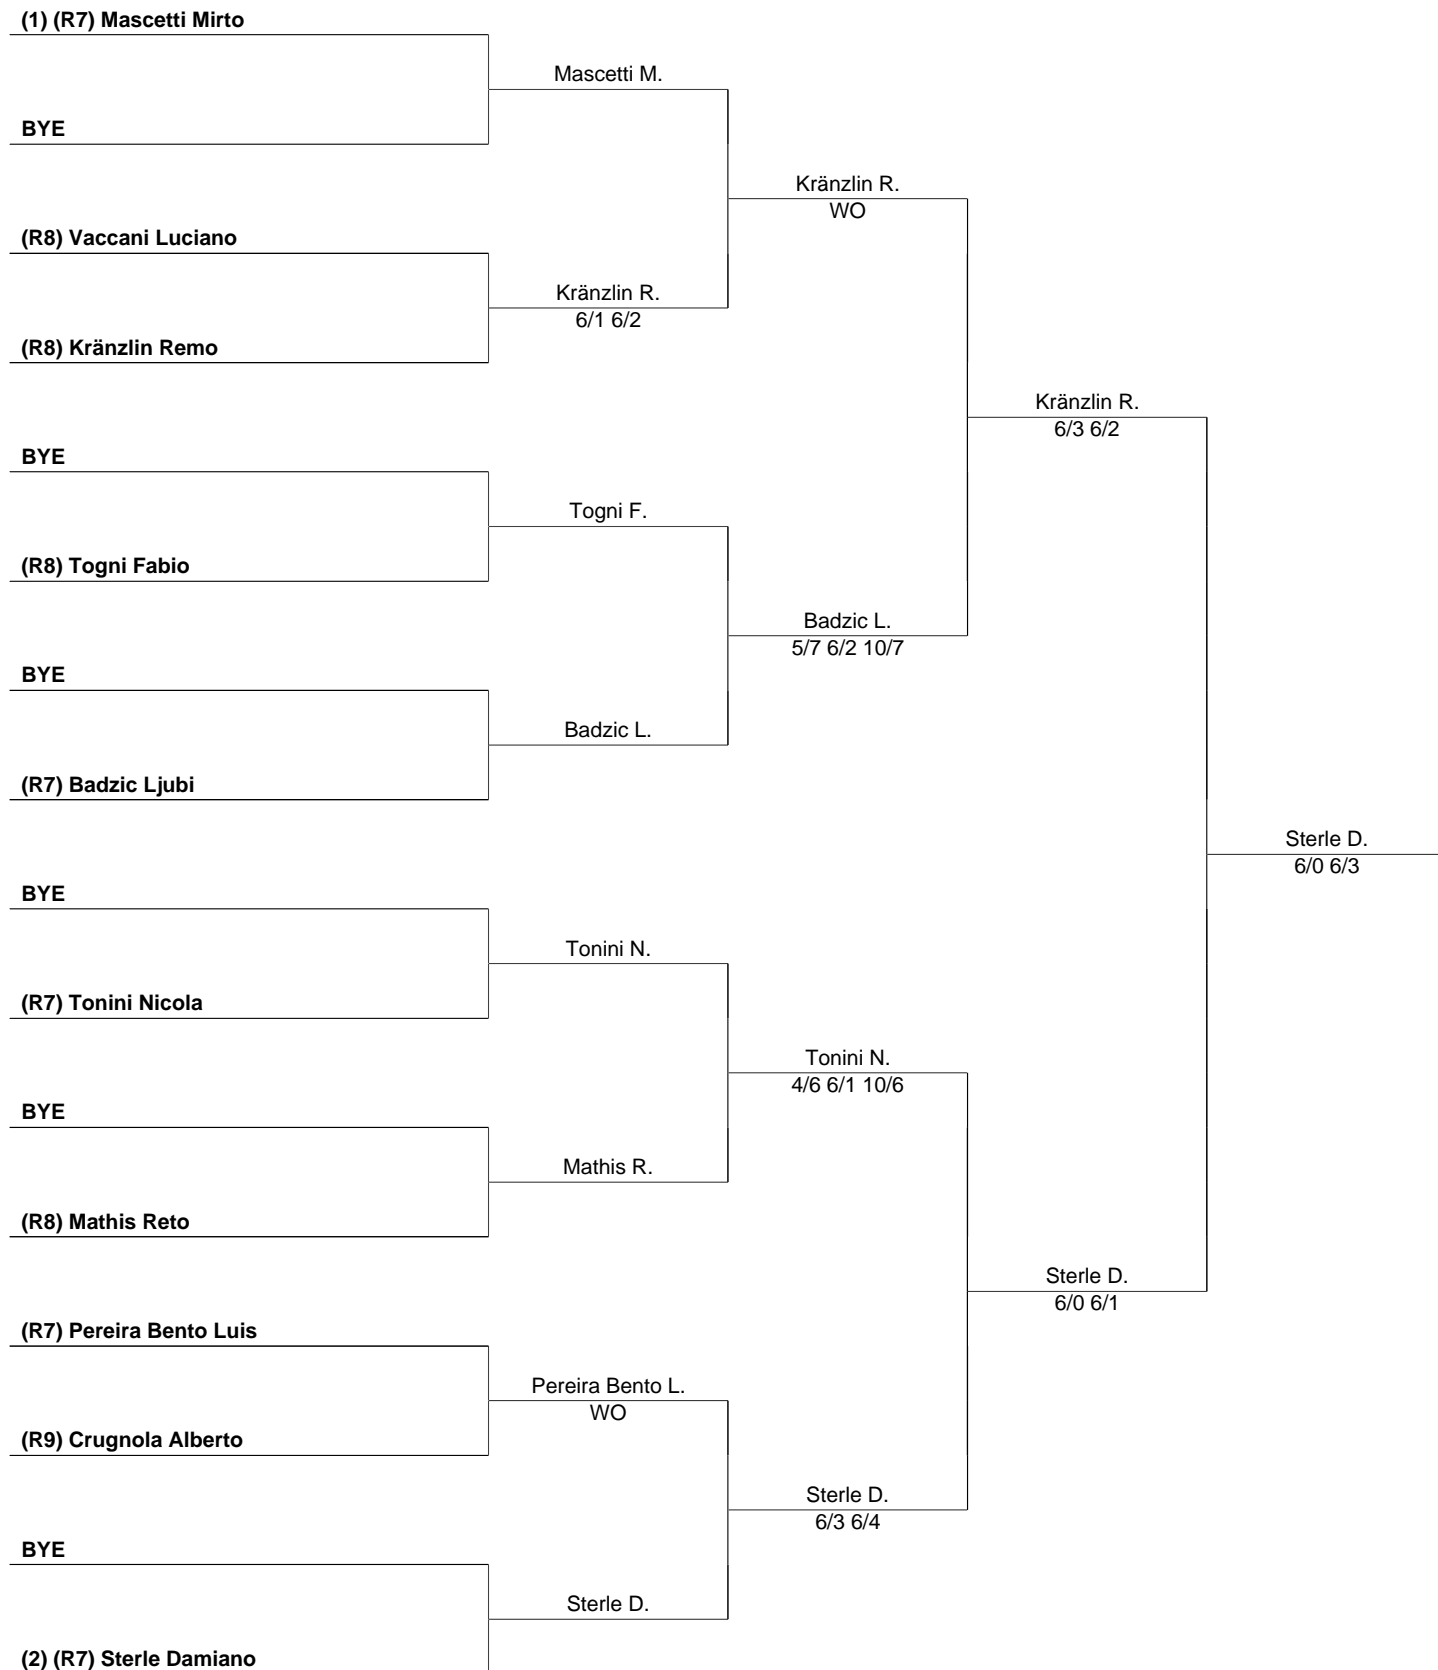 (1) (R7) Mascetti Mirto
Mascetti M.
BYE
Kränzlin R.
WO
(R8) Vaccani Luciano
Kränzlin R.
6/1 6/2
(R8) Kränzlin Remo
Kränzlin R.
6/3 6/2
BYE
Togni F.
(R8) Togni Fabio
Badzic L.
5/7 6/2 10/7
BYE
Badzic L.
(R7) Badzic Ljubi
Sterle D.
6/0 6/3
BYE
Tonini N.
(R7) Tonini Nicola
Tonini N.
4/6 6/1 10/6
BYE
Mathis R.
(R8) Mathis Reto
Sterle D.
6/0 6/1
(R7) Pereira Bento Luis
Pereira Bento L.
WO
(R9) Crugnola Alberto
Sterle D.
6/3 6/4
BYE
Sterle D.
(2) (R7) Sterle Damiano